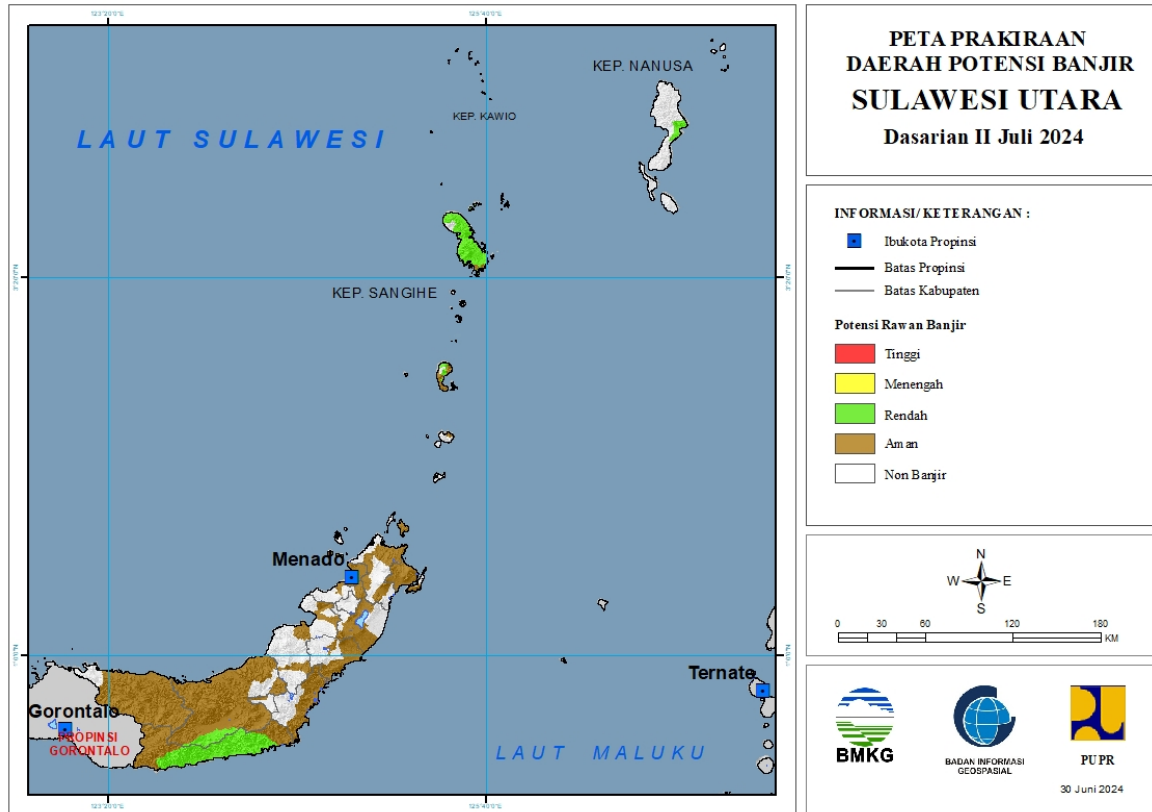 PETA PRAKIRAAN
DAERAH POTENSI BANJIR
SULAWESI UTARA
Dasarian II Juli 2024
INFORMASI/ KETERANGAN :
Ibukota Propinsi
Batas Propinsi
Batas Kabupaten
Potensi Rawan Banjir
Tinggi
Menengah
Rendah
Aman
Non Banjir
N
W E
S
0 30 60 120 180
KM
BMKG
BADAN INFORMASI
GEOSPASIAL
PUPR
30 Juni 2024
KEP. NANUSA
KEP. KAWIO
LAUT SULAWESI
KEP. SANGIHE
Menado
Ternate
Gorontalo
PROPINSI
GORONTALO
LAUT MALUKU